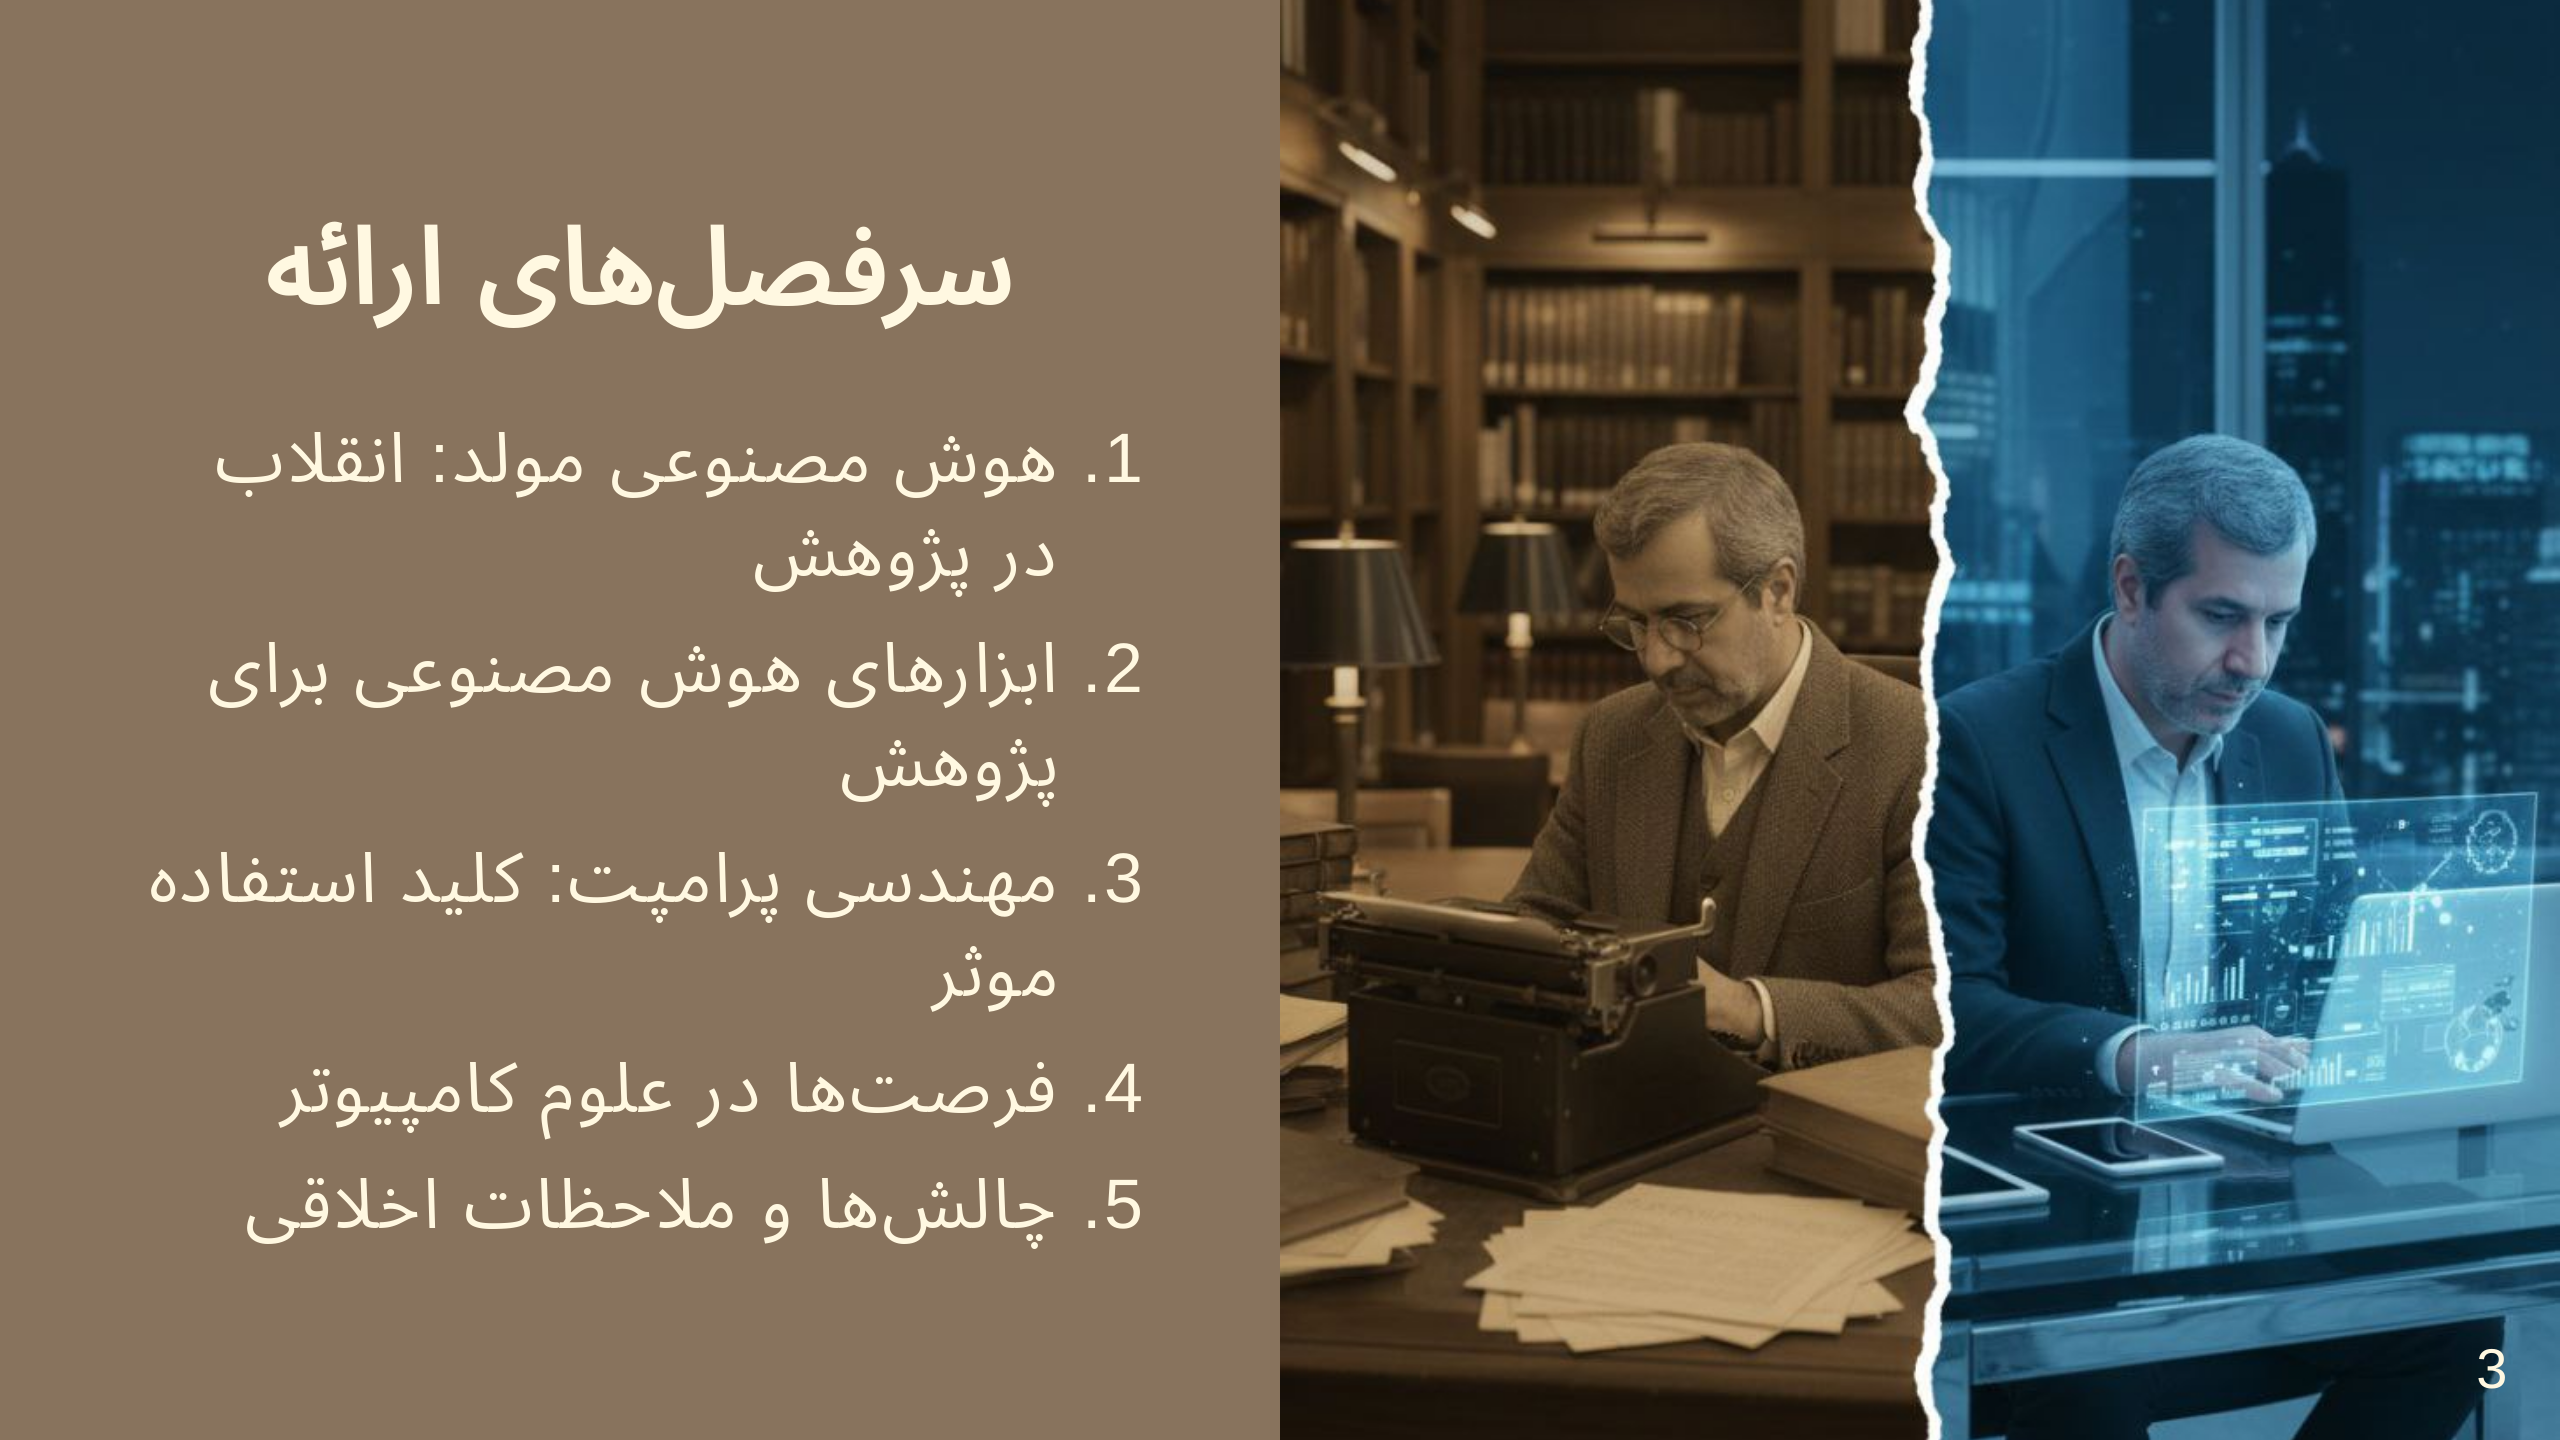 سرفصل‌های ارائه
1. هوش مصنوعی مولد: انقلاب
در پژوهش
2. ابزارهای هوش مصنوعی برای
پژوهش
3. مهندسی پرامپت: کلید استفاده
موثر
4. فرصت‌ها در علوم کامپیوتر
5. چالش‌ها و ملاحظات اخلاقی
3